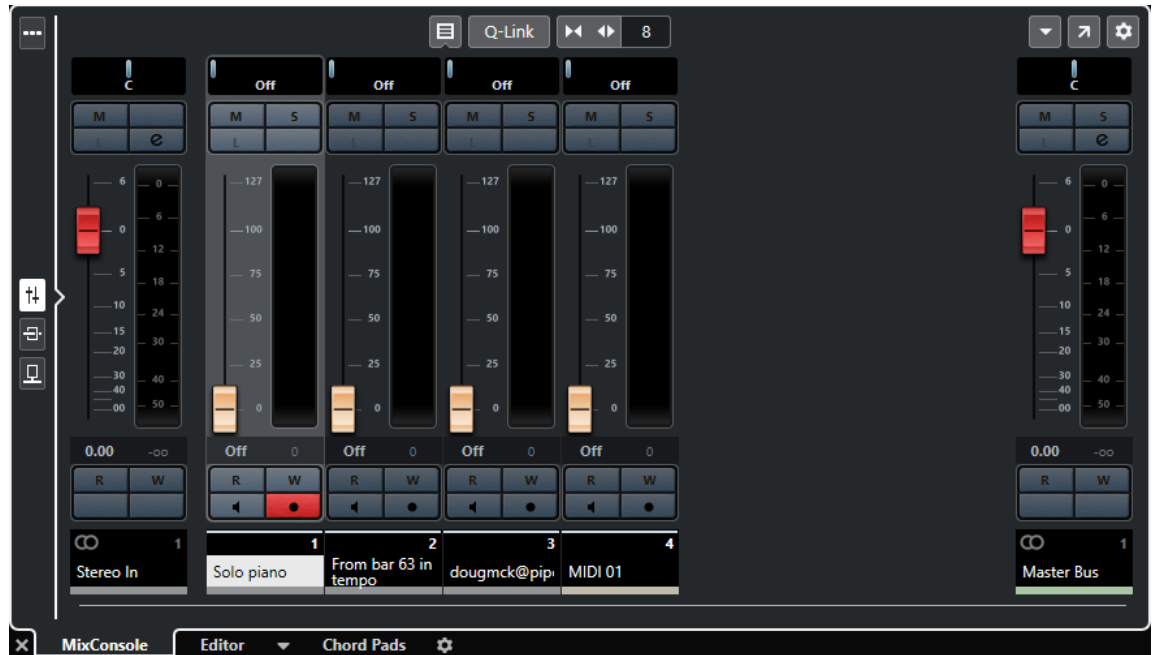 Q-Link 8
C Off Off Off Off C
M M S M S M S M S M S
L e L L L L L e
6 0 127 127 127 127 6 0
0 6 100 100 100 100 0 6
12 12
5 18 75 75 75 75 5 18
10 24 50 50 50 50 10 24
15 30 15 30
20 20
30 40 25 25 25 25 30 40
40 40
00 50 0 0 0 0 00 50
0.00 -oo Off 0 Off 0 Off 0 Off 0 0.00 -oo
R W R W R W R W R W R W
1 1 2 3 4 1
Stereo In Solo piano From bar 63 in dougmck@pip MIDI 01 Master Bus
tempo
MixConsole Editor Chord Pads